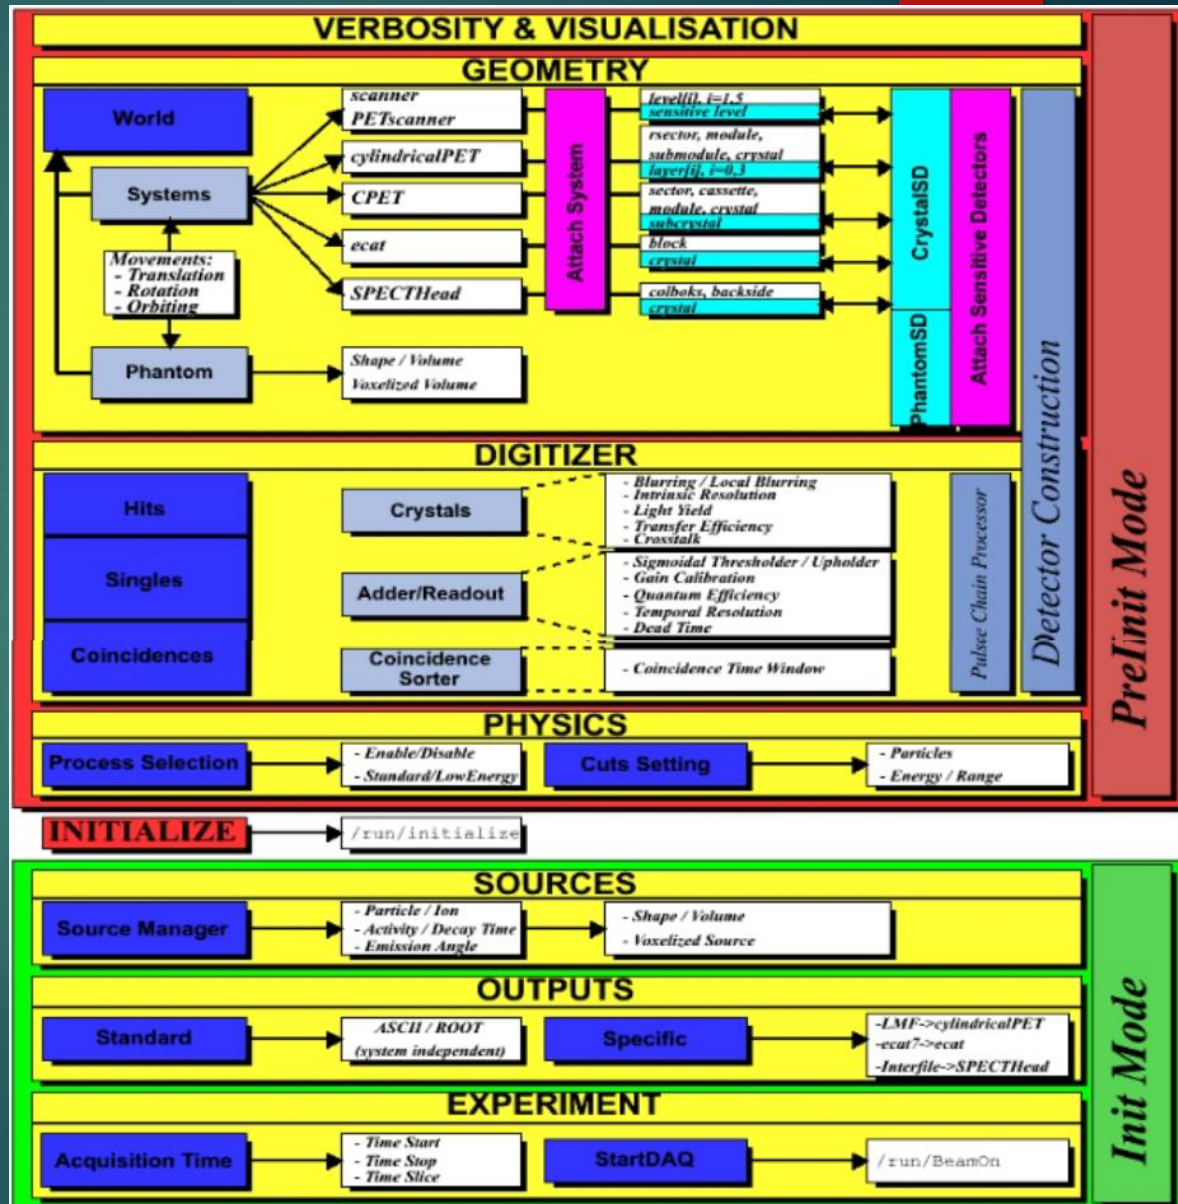 VERBOSITY & VISUALISATION
GEOMETRY
World
Systems
Movements:
- Translation
- Rotation
- Orbiting
Phantom
scanner
PETscanner
cylindricalPET
CPET
ecat
SPECTHead
Shape / Volume
Voxelized Volume
Attach System
level[i], i=1,5
sensitive level
rsector, module,
submodule, crystal
layer[i], i=0,3
sector, cassette,
module, crystal
subcrystal
block
crystal
colboks, backside
crystal
CrystalSD
PhantomSD
Attach Sensitive Detectors
Detector Construction
PreInit Mode
DIGITIZER
Hits
Singles
Coincidences
Crystals
Adder/Readout
Coincidence
Sorter
- Blurring / Local Blurring
- Intrinsic Resolution
- Light Yield
- Transfer Efficiency
- Crosstalk
- Sigmoidal Thresholder / Upholder
- Gain Calibration
- Quantum Efficiency
- Temporal Resolution
- Dead Time
- Coincidence Time Window
Pulsee Chain Processor
PHYSICS
Process Selection
- Enable/Disable
- Standard/LowEnergy
Cuts Setting
- Particles
- Energy / Range
INITIALIZE
/run/initialize
SOURCES
Source Manager
- Particle / Ion
- Activity / Decay Time
- Emission Angle
- Shape / Volume
- Voxelized Source
OUTPUTS
Standard
ASCII / ROOT
(system independent)
Specific
-LMF->cylindricalPET
-ecat7->ecat
-Interfile->SPECTHead
EXPERIMENT
Acquisition Time
- Time Start
- Time Stop
- Time Slice
StartDAQ
/run/BeamOn
Init Mode